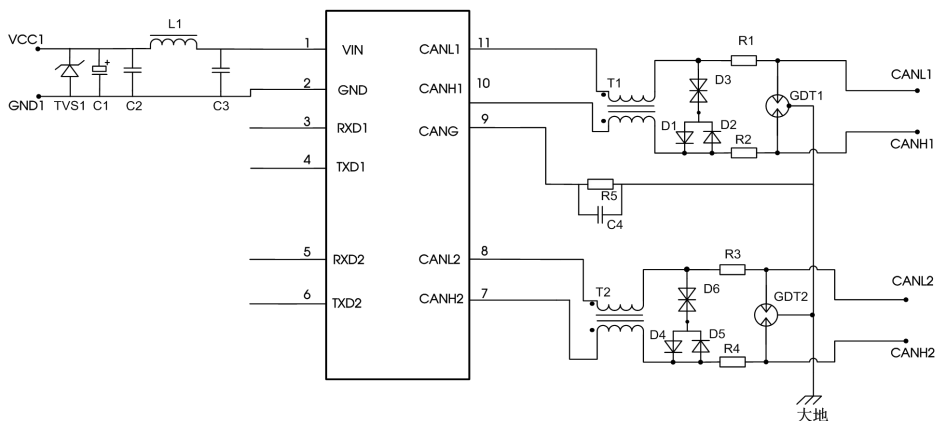 VCC1
L1
1
VIN
CANL1
11
R1
CANL1
2
GND
CANH1
10
T1
D3
GDT1
GND1
TVS1
C1
+
C2
C3
3
RXD1
CANG
9
D1
D2
R2
CANH1
4
TXD1
R5
C4
5
RXD2
CANL2
8
R3
CANL2
6
TXD2
CANH2
7
T2
D6
GDT2
D4
D5
R4
CANH2
大地